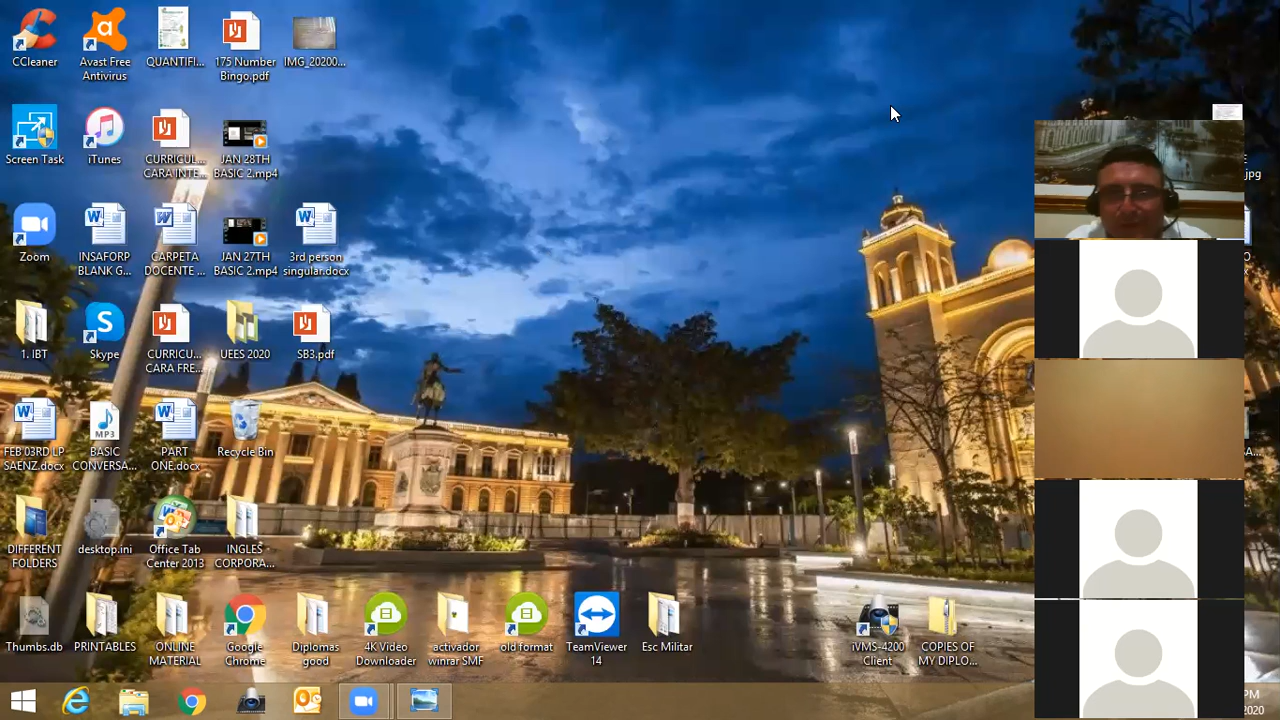 CCleaner
Avast Free
Antivirus
QUANTIFI...
175 Number
Bingo.pdf
IMG_20200...
Screen Task
iTunes
CURRICUL...
CARA INTE...
JAN 28TH
BASIC 2.mp4
.jpg
Zoom
INSAFORP
BLANK G...
CARPETA
DOCENTE ...
JAN 27TH
BASIC 2.mp4
3rd person
singular.docx
1. IBT
Skype
CURRICU...
CARA FRE...
UEES 2020
SB3.pdf
FEB 03RD LP
SAENZ.docx
MP3
BASIC
CONVERSA...
PART
ONE.docx
Recycle Bin
DIFFERENT
FOLDERS
desktop.ini
Office Tab
Center 2013
INGLES
CORPORA...
Thumbs.db
PRINTABLES
ONLINE
MATERIAL
Google
Chrome
Diplomas
good
4K Video
Downloader
activador
winrar SMF
old format
TeamViewer
14
Esc Militar
iVMS-4200
Client
COPIES OF
MY DIPLO...
PM
2020